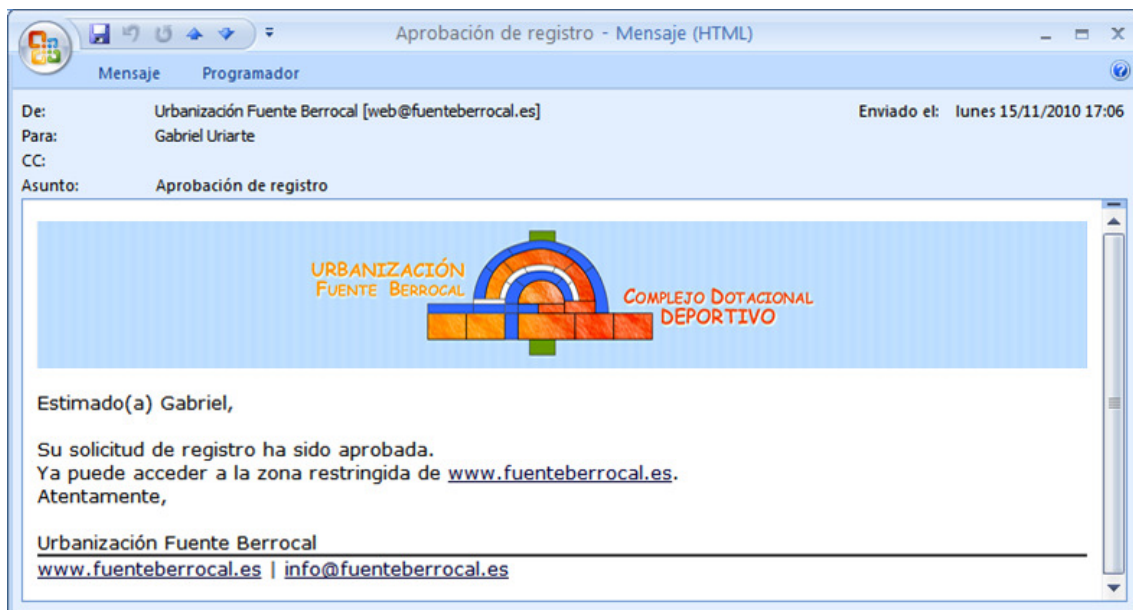 Aprobación de registro - Mensaje (HTML)
Mensaje Programador
De: Urbanización Fuente Berrocal [web@fuenteberrocal.es] Enviado el: lunes 15/11/2010 17:06
Para: Gabriel Uriarte
CC:
Asunto: Aprobación de registro
URBANIZACIÓN
FUENTE BERROCAL
COMPLEJO DOTACIONAL
DEPORTIVO
Estimado(a) Gabriel,
Su solicitud de registro ha sido aprobada.
Ya puede acceder a la zona restringida de www.fuenteberrocal.es.
Atentamente,
Urbanización Fuente Berrocal
www.fuenteberrocal.es | info@fuenteberrocal.es